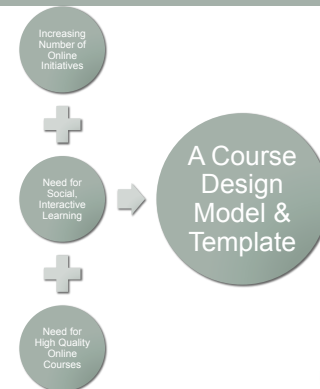 Increasing
Number of
Online
Initiatives
Need for
Social,
Interactive
Learning
Need for
High Quality
Online
Courses
A Course
Design
Model &
Template